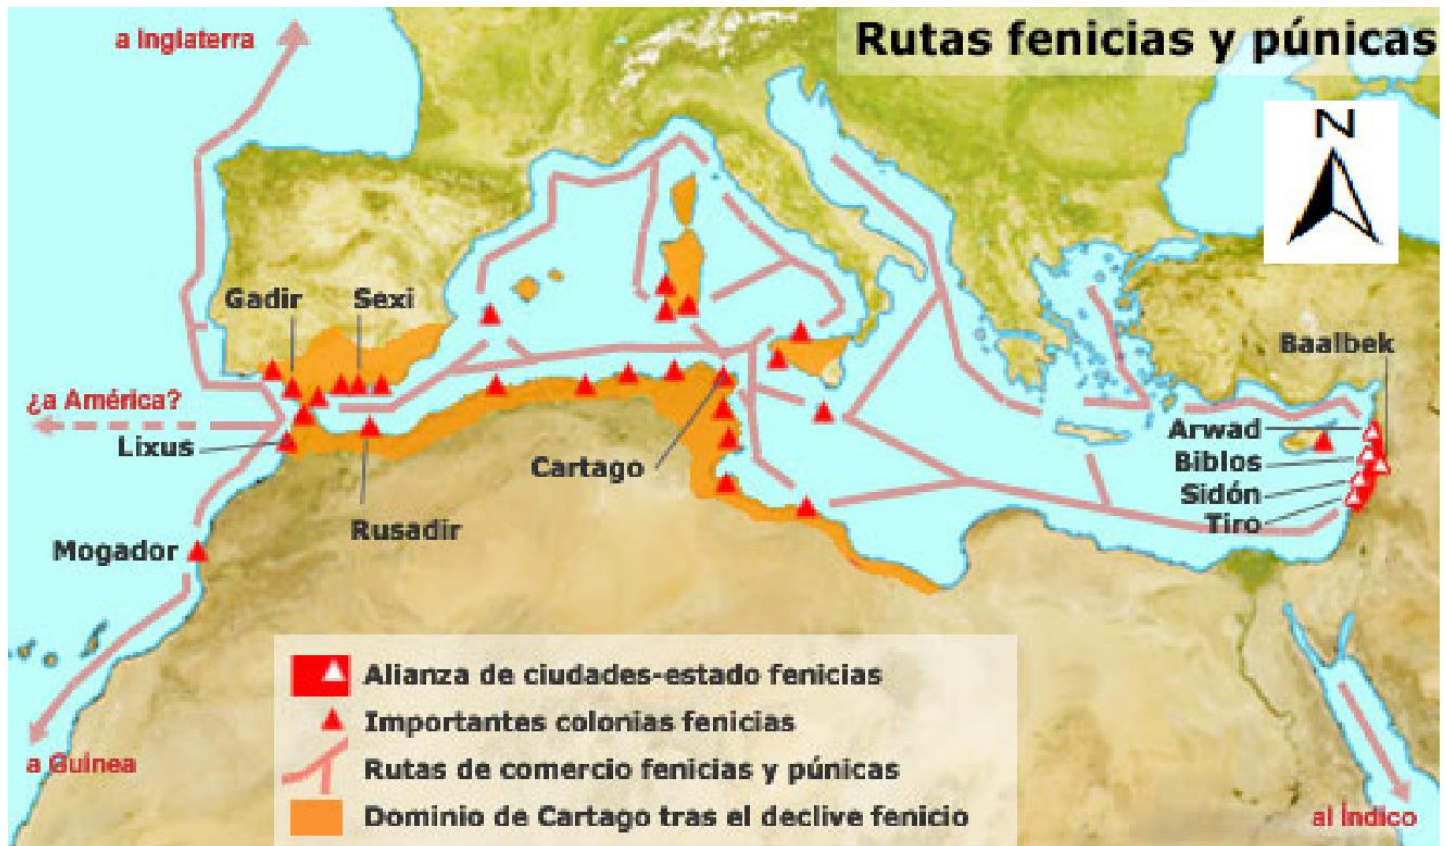 Rutas fenicias y púnicas
a Inglaterra
N
Gadir
Sexi
Baalbek
¿a América?
Arwad
Lixus
Biblos
Cartago
Sidón
Tiro
Rusadir
Mogador
a Guinea
Alianza de ciudades-estado fenicias
Importantes colonias fenicias
Rutas de comercio fenicias y púnicas
Dominio de Cartago tras el declive fenicio
al Índico